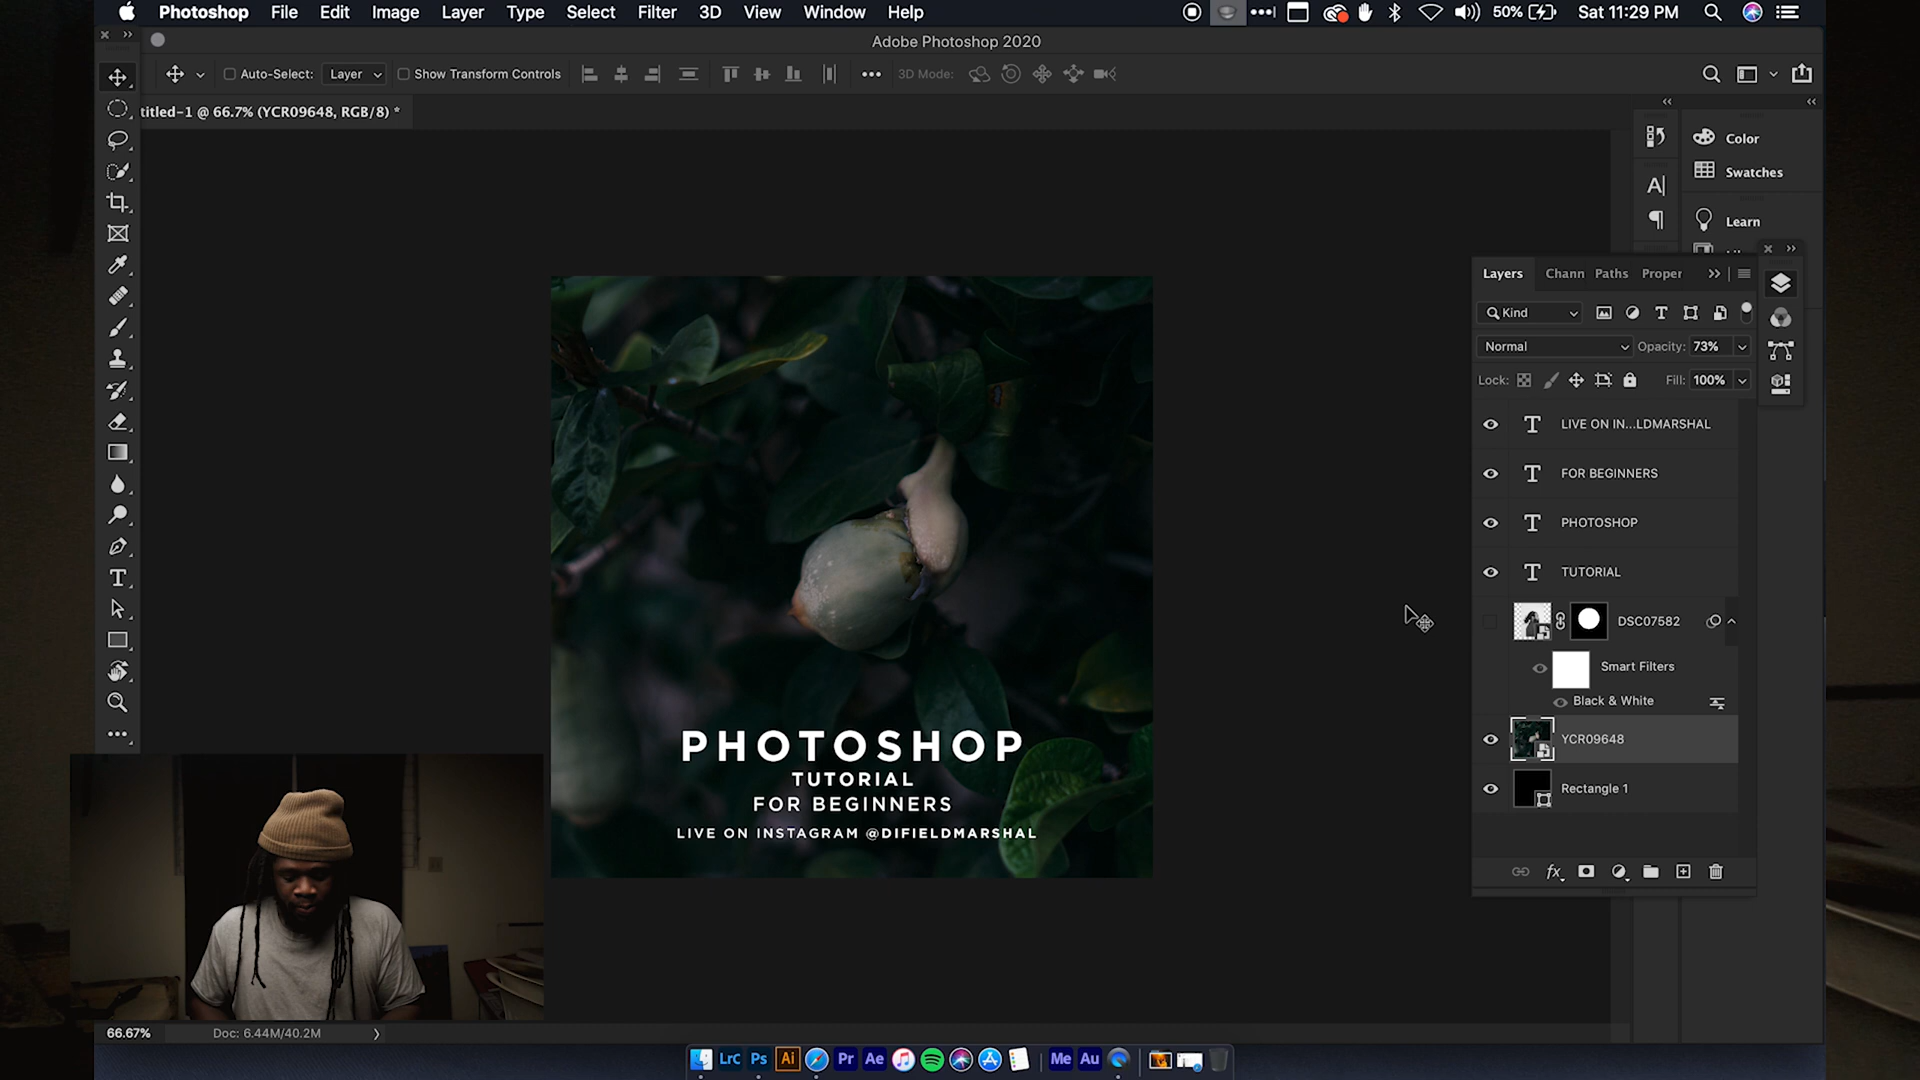 Photoshop File Edit Image Layer Type Select Filter 3D View Window Help 50% Sat 11:29 PM
Adobe Photoshop 2020
Auto-Select: Layer Show Transform Controls 3D Mode:
titled-1 @ 66.7% (YCR09648, RGB/8) *
Color
Swatches
Learn
Layers Chann Paths Proper
Kind
Normal Opacity: 73%
Lock: Fill: 100%
LIVE ON IN...LDMARSHAL
FOR BEGINNERS
PHOTOSHOP
TUTORIAL
DSC07582
Smart Filters
Black & White
YCR09648
Rectangle 1
PHOTOSHOP
TUTORIAL
FOR BEGINNERS
LIVE ON INSTAGRAM @DIFIELDMARSHAL
66.67% Doc: 6.44M/40.2M
LrC Ps Ai Pr Ae Me Au